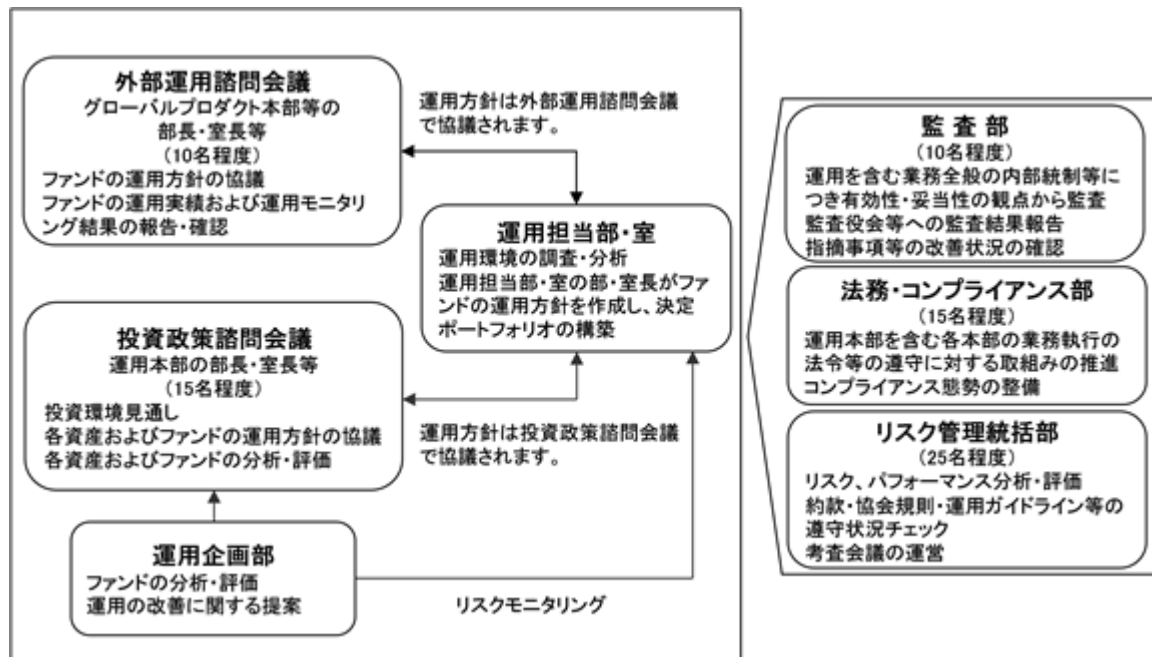 外部運用諮問会議
グローバルプロダクト本部等の
部長・室長等
(10名程度)
ファンドの運用方針の協議
ファンドの運用実績および運用モニタリ
ング結果の報告・確認
運用方針は外部運用諮問会議
で協議されます。
運用担当部・室
運用環境の調査・分析
運用担当部・室の部・室長がファ
ンドの運用方針を作成し、決定
ポートフォリオの構築
投資政策諮問会議
運用本部の部長・室長等
(15名程度)
投資環境見通し
各資産およびファンドの運用方針の協議
各資産およびファンドの分析・評価
運用方針は投資政策諮問会議
で協議されます。
運用企画部
ファンドの分析・評価
運用の改善に関する提案
リスクモニタリング
監 査 部
(10名程度)
運用を含む業務全般の内部統制等に
つき有効性・妥当性の観点から監査
監査役会等への監査結果報告
指摘事項等の改善状況の確認
法務・コンプライアンス部
(15名程度)
運用本部を含む各本部の業務執行の
法令等の遵守に対する取組みの推進
コンプライアンス態勢の整備
リスク管理統括部
(25名程度)
リスク、パフォーマンス分析・評価
約款・協会規則・運用ガイドライン等の
遵守状況チェック
考査会議の運営